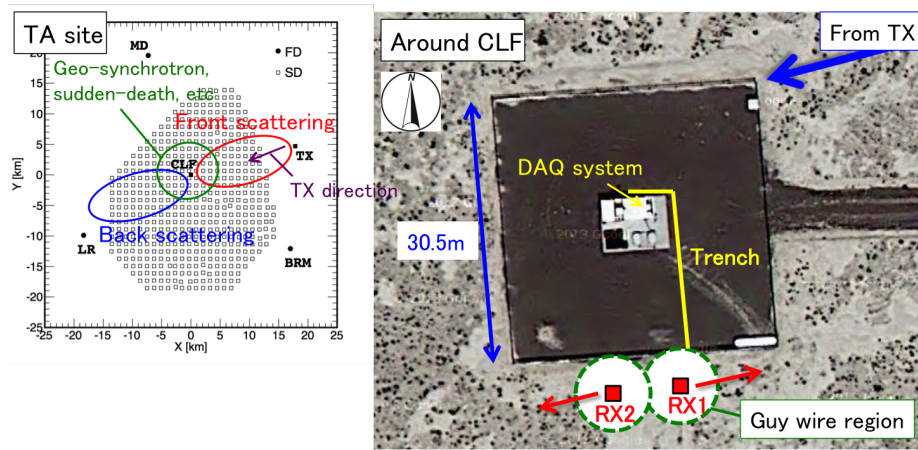 TA site
MD
FD
SD
Geo-synchrotron,
sudden-death, etc
Front scattering
CLF
TX
TX direction
Back scattering
LR
BRM
Y [km]
20
15
10
5
0
-5
-10
-15
-20
-25
-25
-20
-15
-10
-5
0
5
10
15
20
25
X [km]
Around CLF
From TX
N
DAQ system
30.5m
Trench
RX2
RX1
Guy wire region